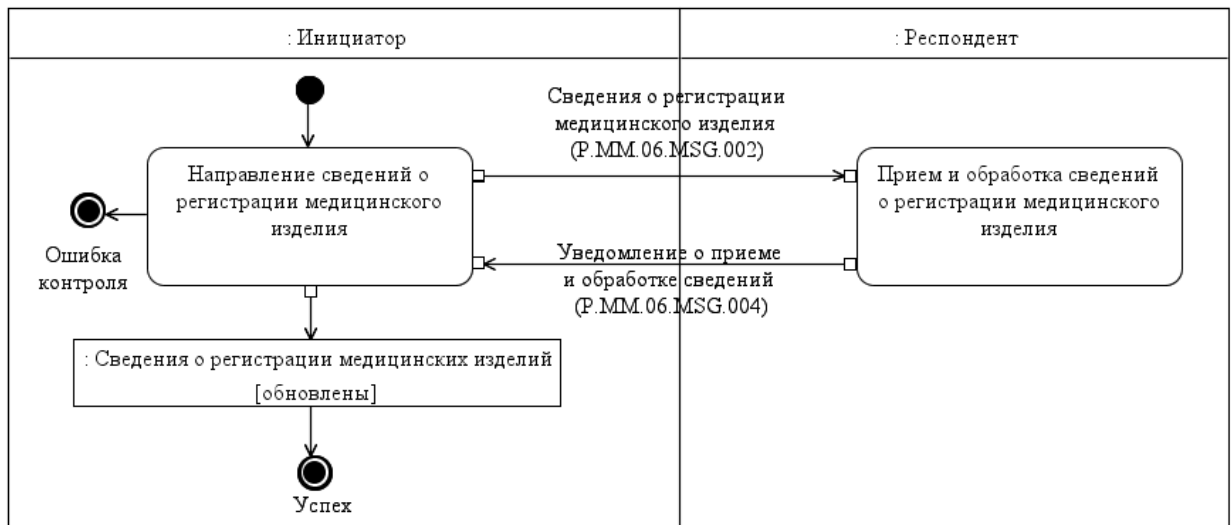 : Инициатор
: Респондент
Сведения о регистрации
медицинского изделия
(P.MM.06.MSG.002)
Направление сведений о
регистрации медицинского
изделия
Прием и обработка сведений
о регистрации медицинского
изделия
Ошибка
контроля
Уведомление о приеме
и обработке сведений
(P.MM.06.MSG.004)
: Сведения о регистрации медицинских изделий
[обновлены]
Успех